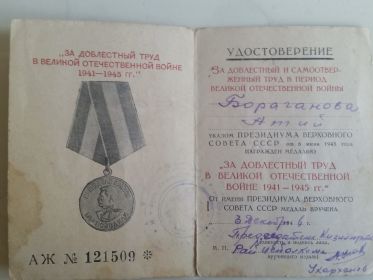 „ЗА ДОБЛЕСТНЫЙ ТРУД
В ВЕЛИКОЙ ОТЕЧЕСТВЕННОЙ ВОЙНЕ
1941—1945 гг.“
АЖ № 121509 ✻
УДОСТОВЕРЕНИЕ
„ЗА ДОБЛЕСТНЫЙ И САМООТВЕР-
ЖЕННЫЙ ТРУД В ПЕРИОД
ВЕЛИКОЙ ОТЕЧЕСТВЕННОЙ ВОЙНЫ
Бораганова
Атий
УКАЗОМ ПРЕЗИДИУМА ВЕРХОВНОГО
СОВЕТА СССР от 6 июня 1945 года
НАГРАЖДЕН МЕДАЛЬЮ
„ЗА ДОБЛЕСТНЫЙ ТРУД
В ВЕЛИКОЙ ОТЕЧЕСТВЕННОЙ
ВОЙНЕ 1941—1945 гг.“
ОТ ИМЕНИ ПРЕЗИДИУМА ВЕРХОВНОГО
СОВЕТА СССР МЕДАЛЬ ВРУЧЕНА
М. П.